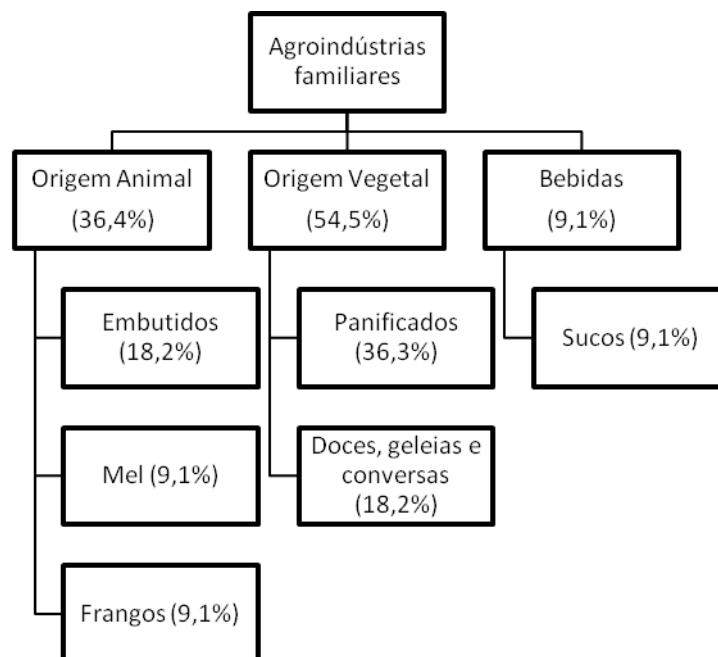 Agroindústrias
familiares
Origem Animal
(36,4%)
Origem Vegetal
(54,5%)
Bebidas
(9,1%)
Embutidos
(18,2%)
Panificados
(36,3%)
Sucos (9,1%)
Mel (9,1%)
Doces, geleias e
conversas
(18,2%)
Frangos (9,1%)